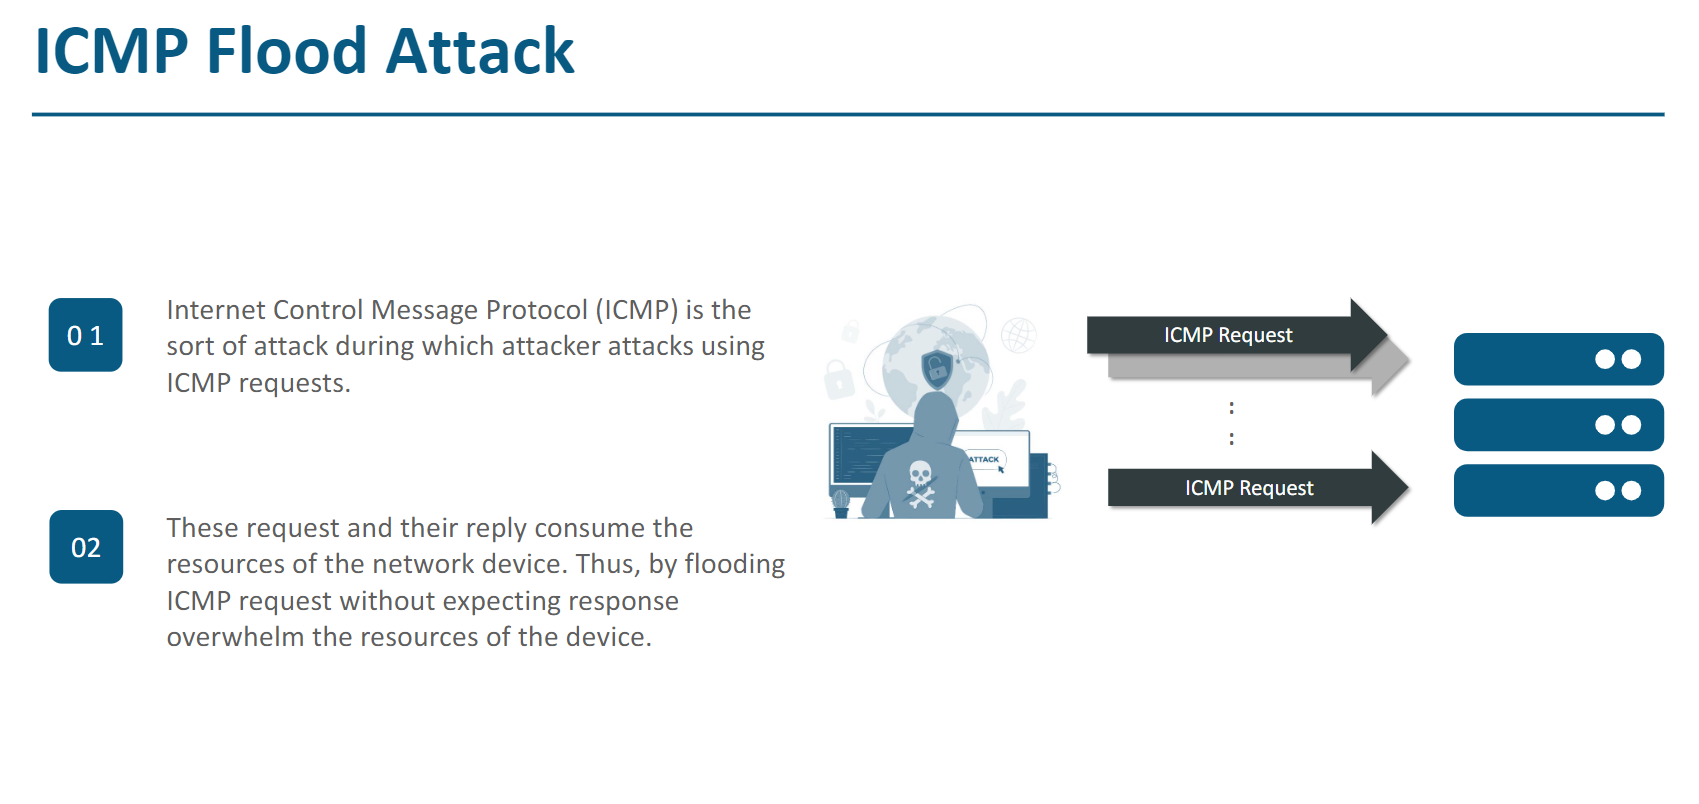 ICMP Flood Attack
0 1
Internet Control Message Protocol (ICMP) is the
sort of attack during which attacker attacks using
ICMP requests.
02
These request and their reply consume the
resources of the network device. Thus, by flooding
ICMP request without expecting response
overwhelm the resources of the device.
ATTACK
ICMP Request
:
:
ICMP Request